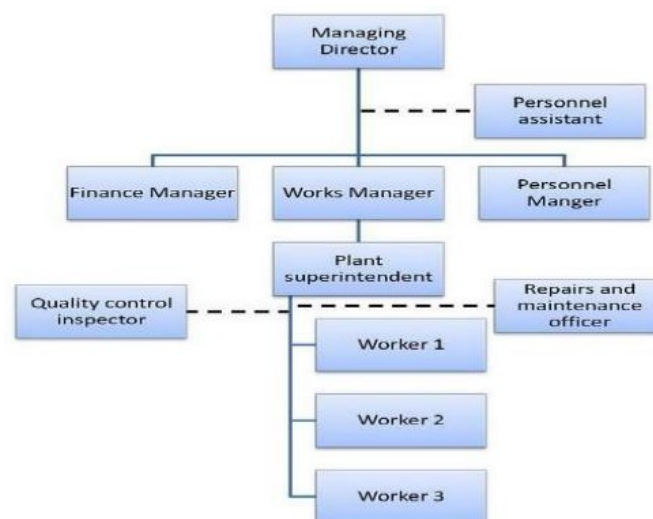 Managing
Director
Personnel
assistant
Finance Manager
Works Manager
Personnel
Manger
Plant
superintendent
Quality control
inspector
Repairs and
maintenance
officer
Worker 1
Worker 2
Worker 3